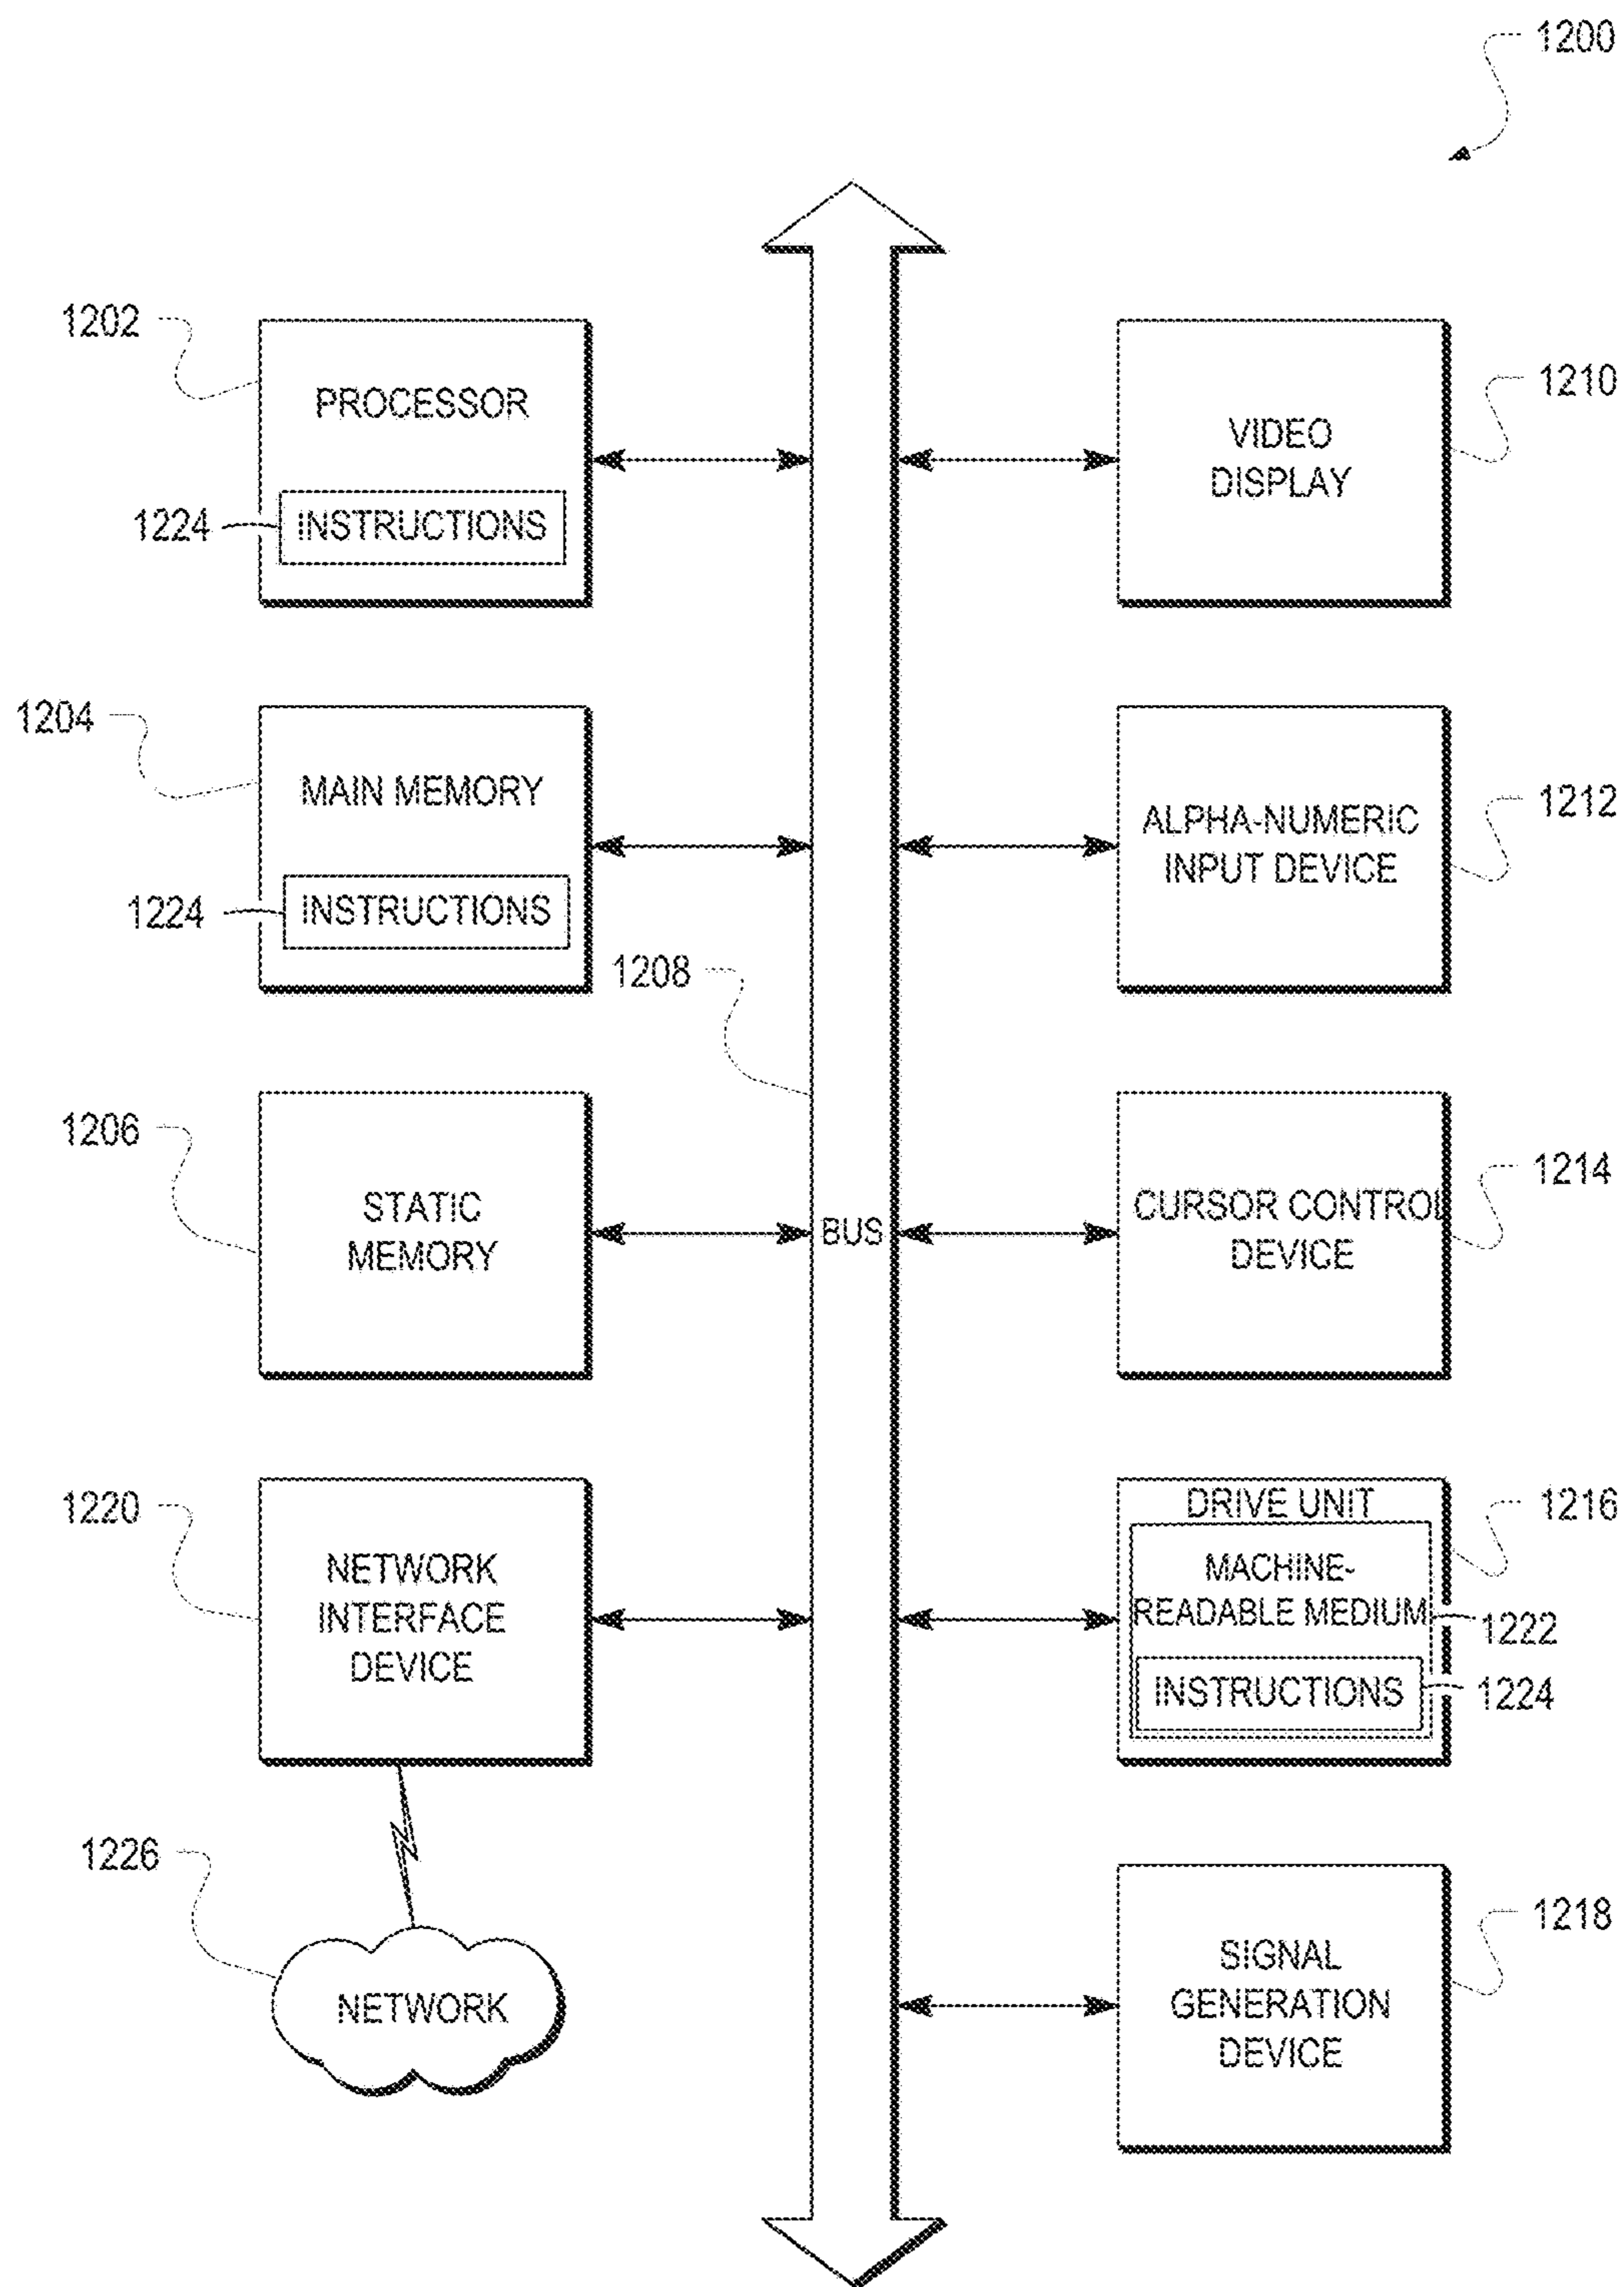 1200
1202
PROCESSOR
1224
INSTRUCTIONS
1210
VIDEO
DISPLAY
1204
MAIN MEMORY
1224
INSTRUCTIONS
1212
ALPHA-NUMERIC
INPUT DEVICE
1208
1206
STATIC
MEMORY
BUS
1214
CURSOR CONTROL
DEVICE
1220
NETWORK
INTERFACE
DEVICE
1216
DRIVE UNIT
MACHINE-
READABLE MEDIUM
1222
INSTRUCTIONS
1224
1226
NETWORK
1218
SIGNAL
GENERATION
DEVICE